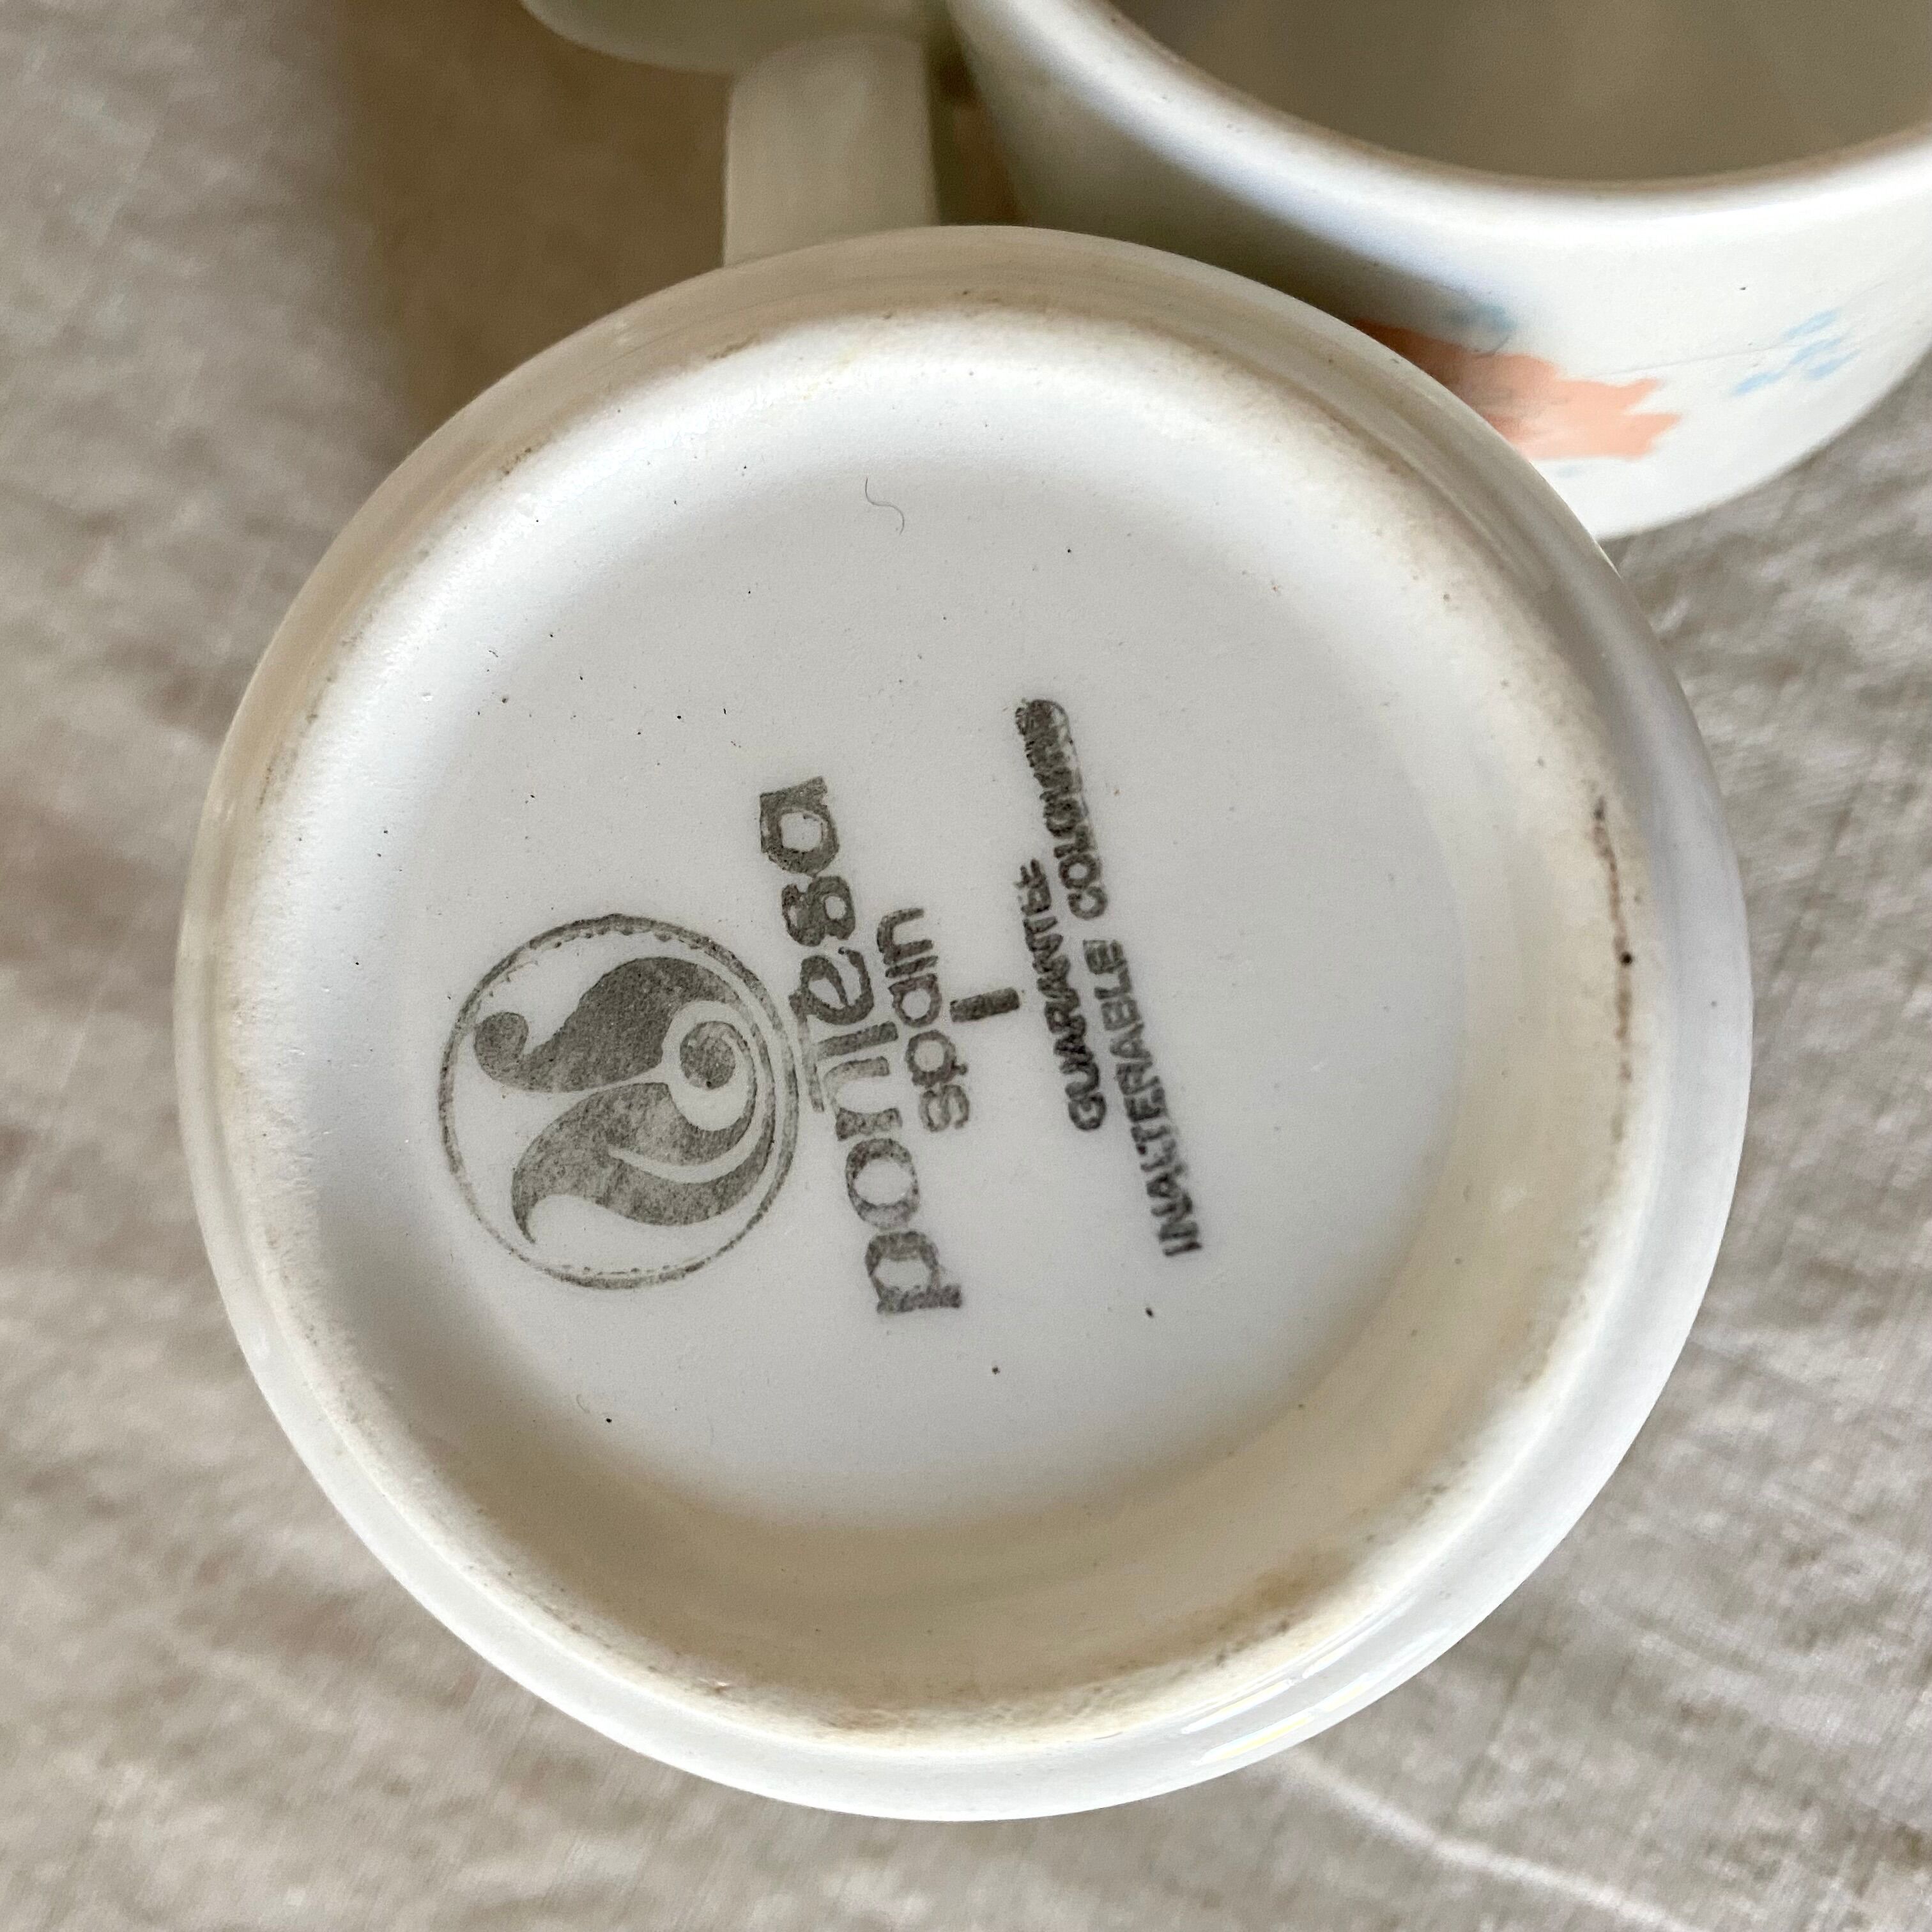 pontesa
spain
GUARANTEE
INALTERABLE COLOURS